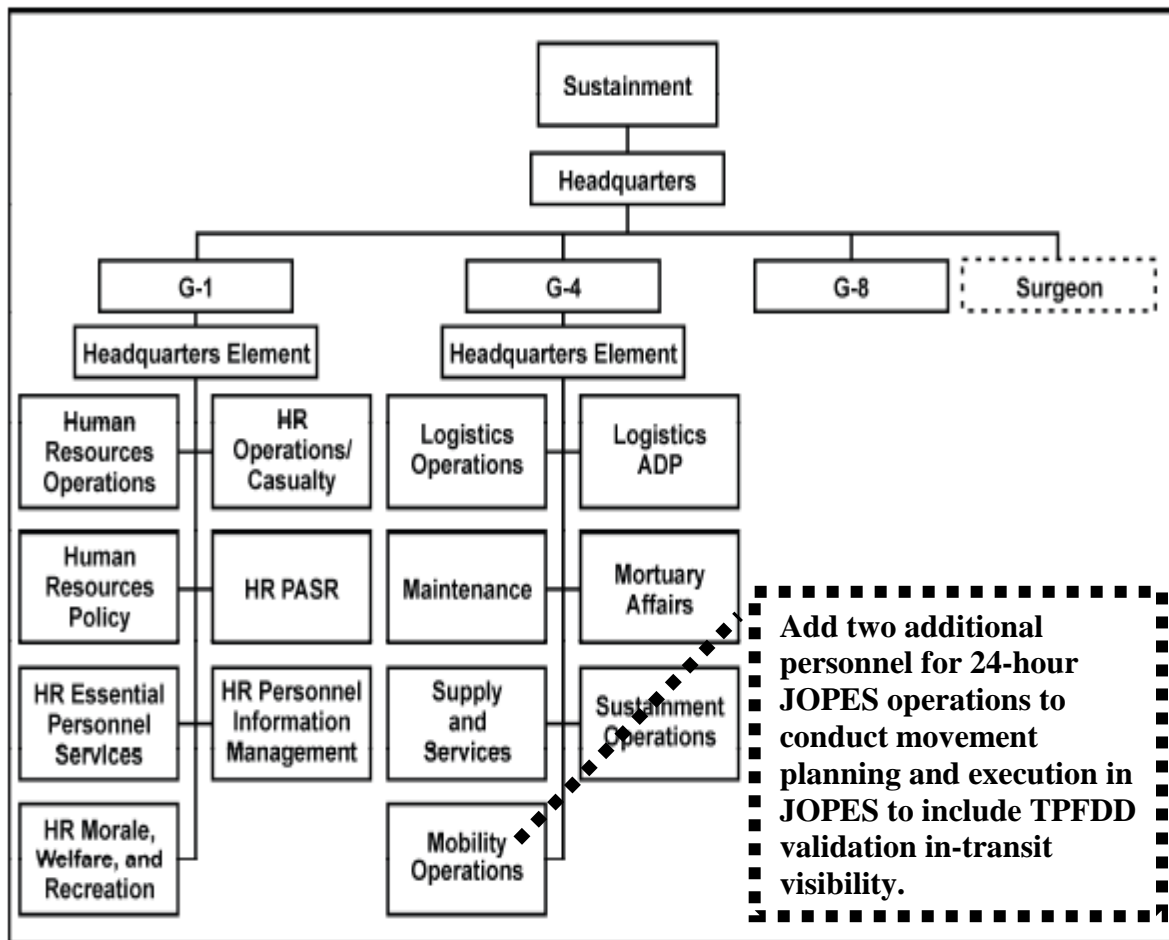 Sustainment
Headquarters
G-1
G-4
G-8
Surgeon
Headquarters Element
Headquarters Element
Human
Resources
Operations
HR
Operations/
Casualty
Logistics
Operations
Logistics
ADP
Human
Resources
Policy
HR PASR
Maintenance
Mortuary
Affairs
HR Essential
Personnel
Services
HR Personnel
Information
Management
Supply
and
Services
Sustainment
Operations
HR Morale,
Welfare, and
Recreation
Mobility
Operations
Add two additional
personnel for 24-hour
JOPES operations to
conduct movement
planning and execution in
JOPES to include TPFDD
validation in-transit
visibility.